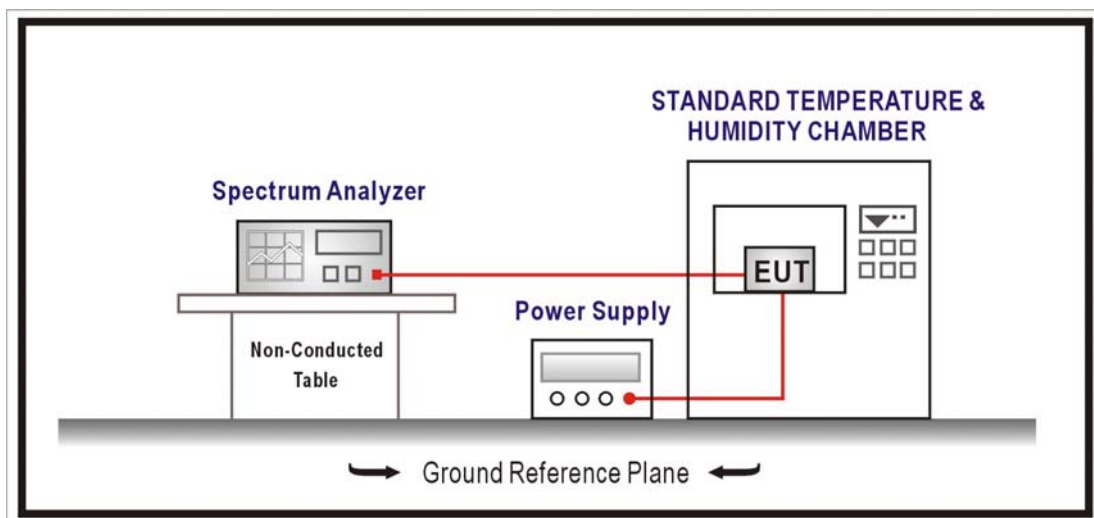 STANDARD TEMPERATURE &
HUMIDITY CHAMBER
Spectrum Analyzer
EUT
Power Supply
Non-Conducted
Table
Ground Reference Plane